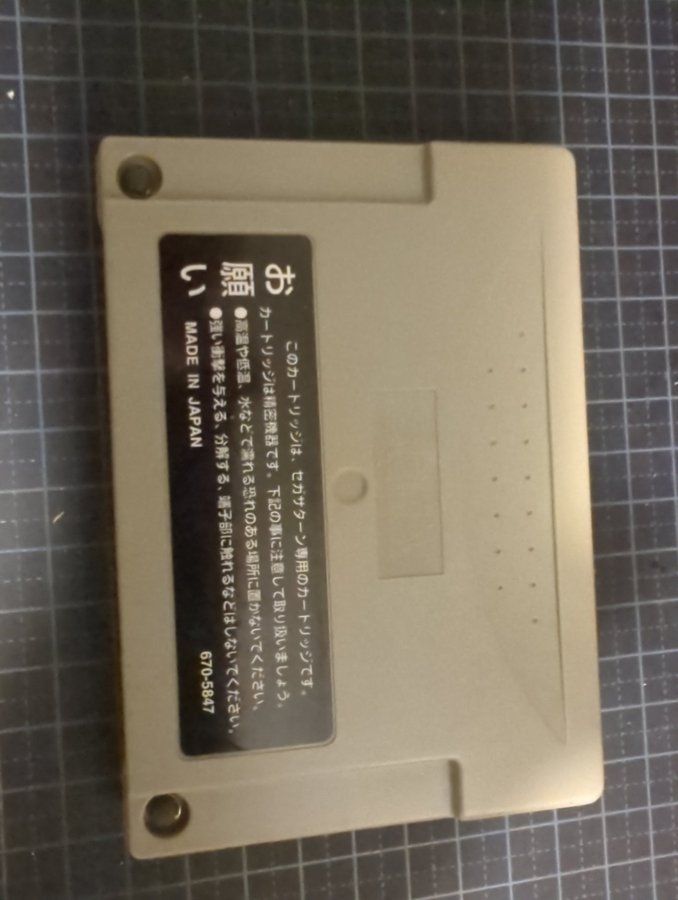 お願い
このカートリッジは、セガサターン専用のカートリッジです。
カートリッジは精密機器です。下記の事に注意して取り扱いましょう。
●高温や低温、水などで濡れる恐れのある場所に置かないでください。
●強い衝撃を与える、分解する、端子部に触れるなどはしないでください。
MADE IN JAPAN
670-5847